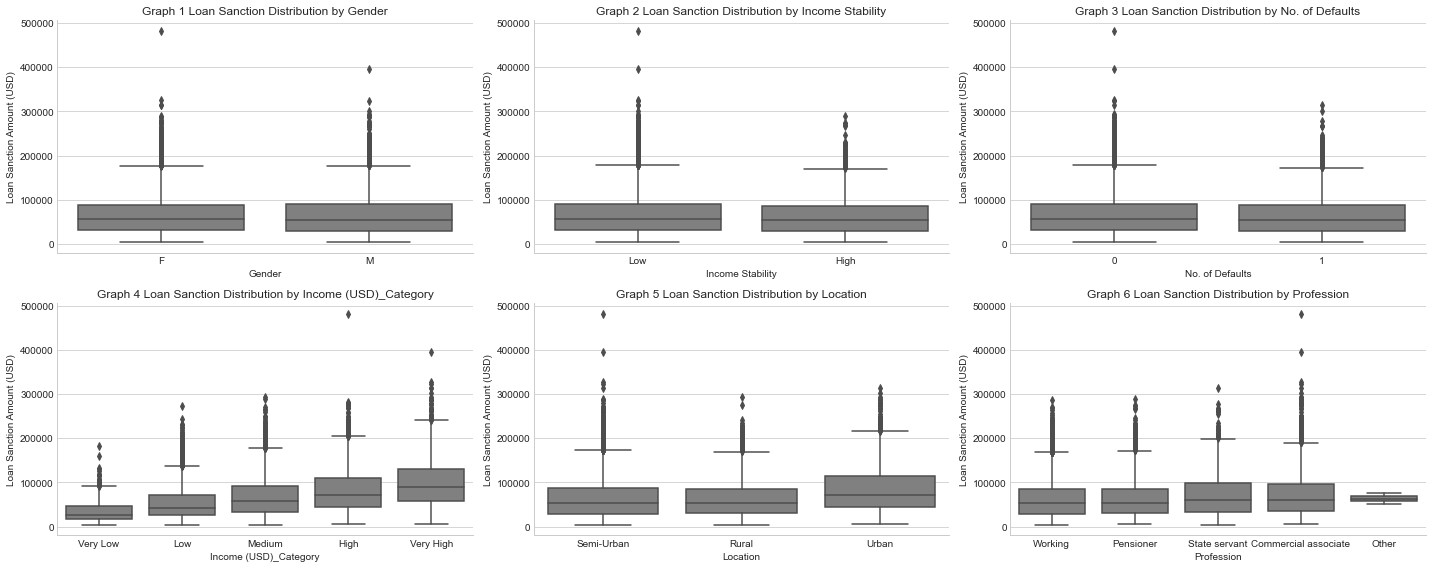 Graph 1 Loan Sanction Distribution by Gender
Loan Sanction Amount (USD)
500000
400000
300000
200000
100000
0
F M
Gender
Graph 2 Loan Sanction Distribution by Income Stability
Loan Sanction Amount (USD)
500000
400000
300000
200000
100000
0
Low High
Income Stability
Graph 3 Loan Sanction Distribution by No. of Defaults
Loan Sanction Amount (USD)
500000
400000
300000
200000
100000
0
0 1
No. of Defaults
Graph 4 Loan Sanction Distribution by Income (USD)_Category
Loan Sanction Amount (USD)
500000
400000
300000
200000
100000
0
Very Low Low Medium High Very High
Income (USD)_Category
Graph 5 Loan Sanction Distribution by Location
Loan Sanction Amount (USD)
500000
400000
300000
200000
100000
0
Semi-Urban Rural Urban
Location
Graph 6 Loan Sanction Distribution by Profession
Loan Sanction Amount (USD)
500000
400000
300000
200000
100000
0
Working Pensioner State servant Commercial associate Other
Profession